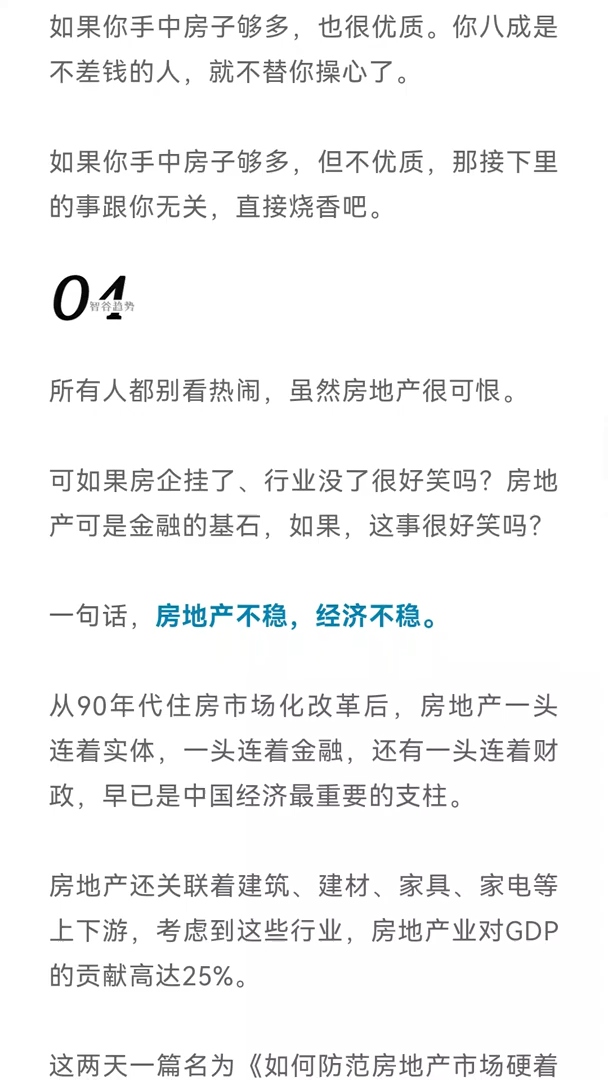 如果你手中房子够多，也很优质。你八成是
不差钱的人，就不替你操心了。
如果你手中房子够多，但不优质，那接下里
的事跟你无关，直接烧香吧。
04
智谷趋势
所有人都别看热闹，虽然房地产很可恨。
可如果房企挂了、行业没了很好笑吗？房地
产可是金融的基石，如果，这事很好笑吗？
一句话，房地产不稳，经济不稳。
从90年代住房市场化改革后，房地产一头
连着实体，一头连着金融，还有一头连着财
政，早已是中国经济最重要的支柱。
房地产还关联着建筑、建材、家具、家电等
上下游，考虑到这些行业，房地产业对GDP
的贡献高达25%。
这两天一篇名为《如何防范房地产市场硬着